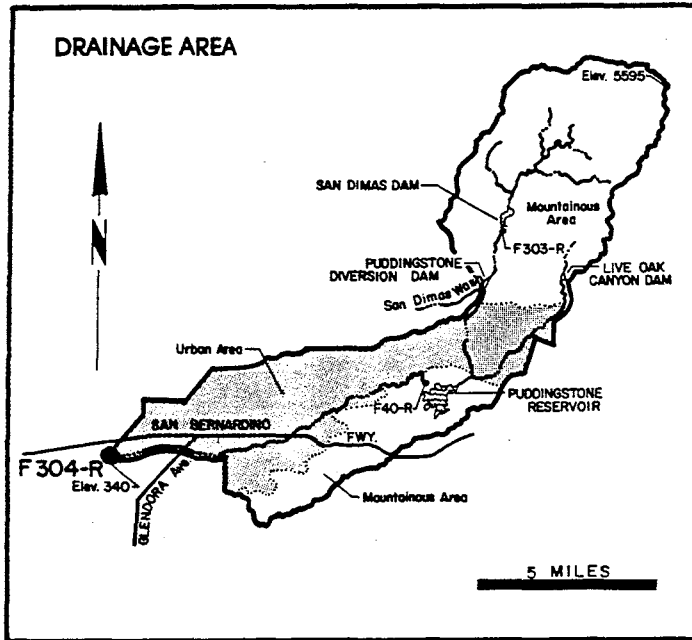 DRAINAGE AREA
Elev. 5595
N
SAN DIMAS DAM
Mountainous
Area
F303-R
PUDDINGSTONE
DIVERSION DAM
LIVE OAK
CANYON DAM
San Dimas Wash
Urban Area
F40-R
PUDDINGSTONE
RESERVOIR
SAN BERNARDINO
FWY.
F304-R
Elev. 340
GLENDORA Ave.
Mountainous Area
5 MILES